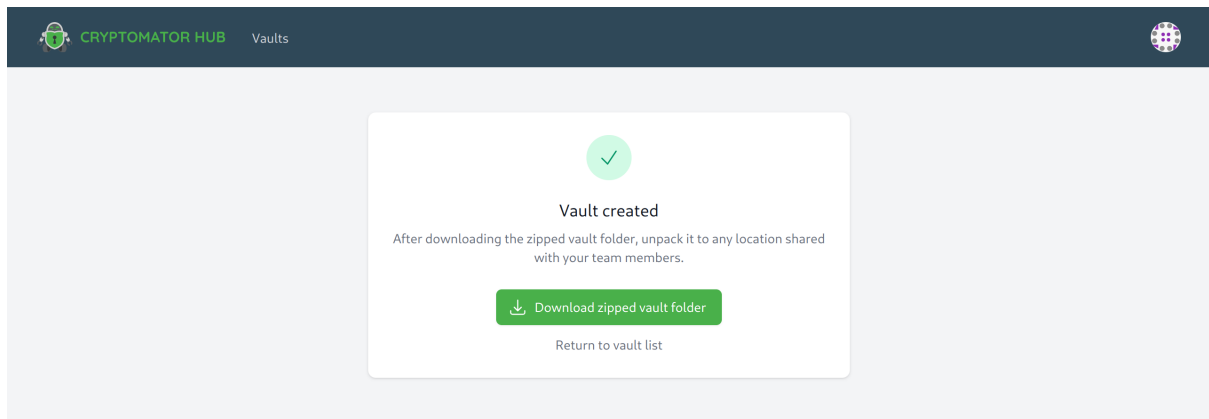 CRYPTOMATOR HUB
Vaults
Vault created
After downloading the zipped vault folder, unpack it to any location shared
with your team members.
Download zipped vault folder
Return to vault list